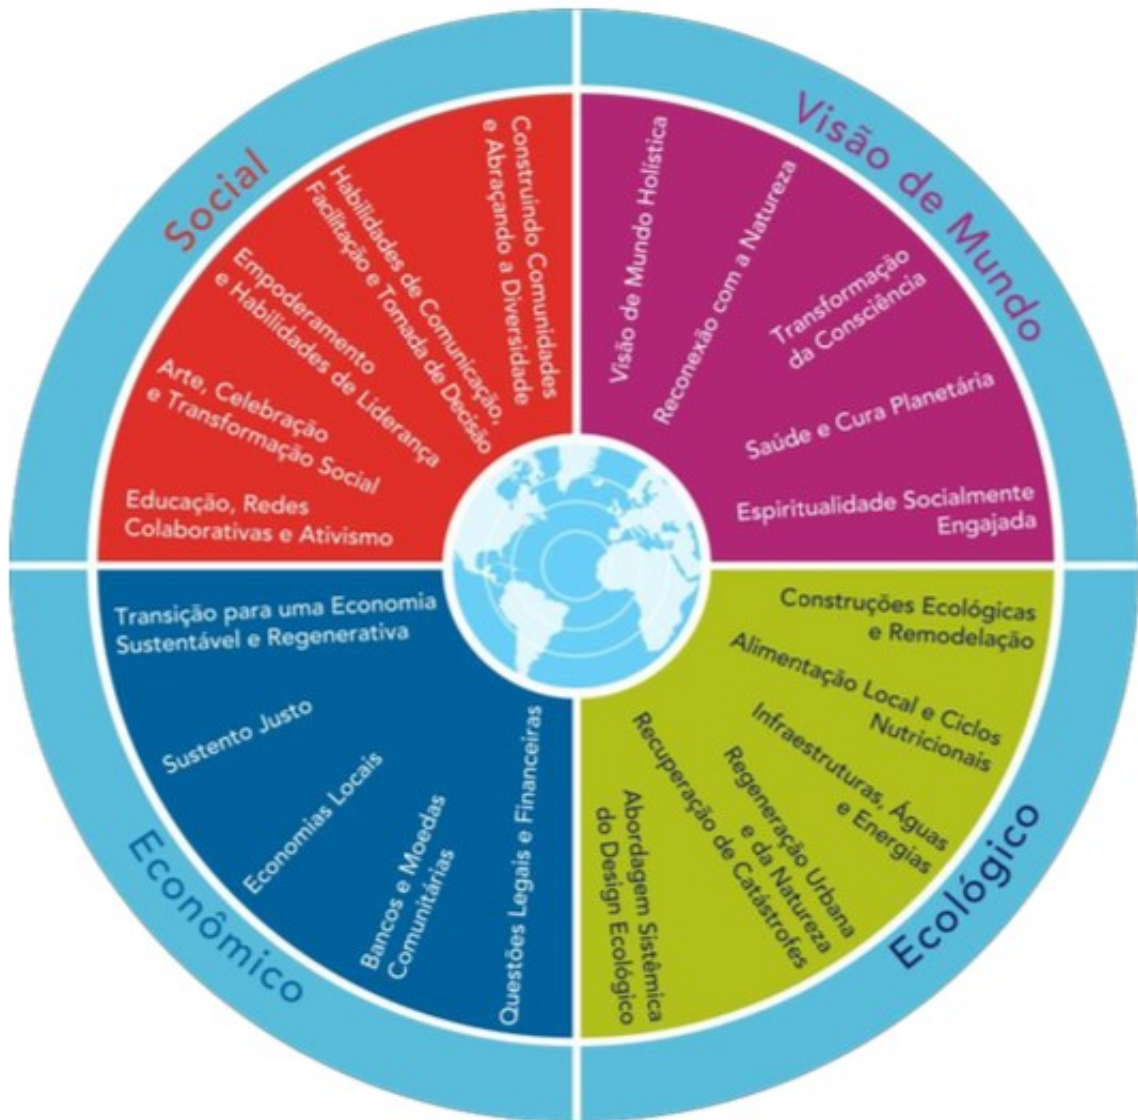 Social
Construindo Comunidades
e Abraçando a Diversidade
Habilidades de Comunicação,
Facilitação e Tomada de Decisão
Empoderamento
e Habilidades de Liderança
Arte, Celebração
e Transformação Social
Educação, Redes
Colaborativas e Ativismo
Visão de Mundo
Visão de Mundo Holística
Reconexão com a Natureza
Transformação
da Consciência
Saúde e Cura Planetária
Espiritualidade Socialmente
Engajada
Econômico
Transição para uma Economia
Sustentável e Regenerativa
Sustento Justo
Economias Locais
Bancos e Moedas
Comunitárias
Questões Legais e Financeiras
Ecológico
Construções Ecológicas
e Remodelação
Alimentação Local e Ciclos
Nutricionais
Infraestruturas, Águas
e Energias
Regeneração Urbana
e da Natureza
Recuperação de Catástrofes
Abordagem Sistêmica
do Design Ecológico